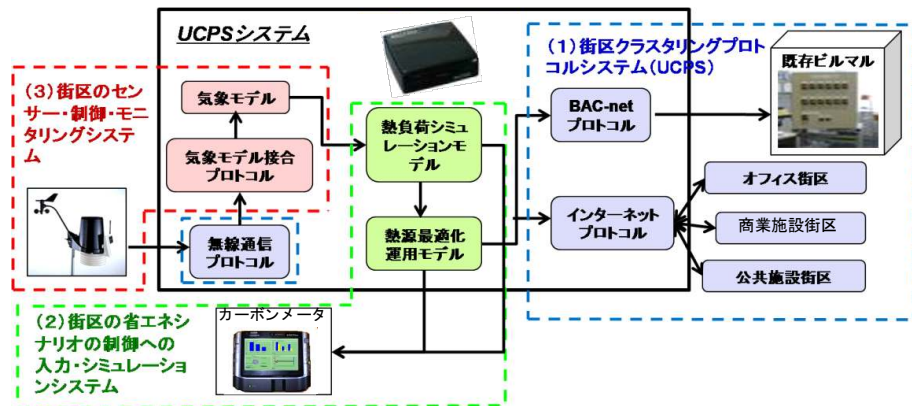 UCPSシステム
(1)街区クラスタリングプロト
コルシステム(UCPS)
既存ビルマル
(3)街区のセン
サー・制御・モニ
タリングシステ
ム
気象モデル
気象モデル接合
プロトコル
無線通信
プロトコル
熱負荷シミュ
レーションモ
デル
熱源最適化
運用モデル
BAC-net
プロトコル
インターネット
プロトコル
オフィス街区
商業施設街区
公共施設街区
(2)街区の省エネシ
ナリオの制御への
入力・シミュレーショ
ンシステム
カーボンメータ